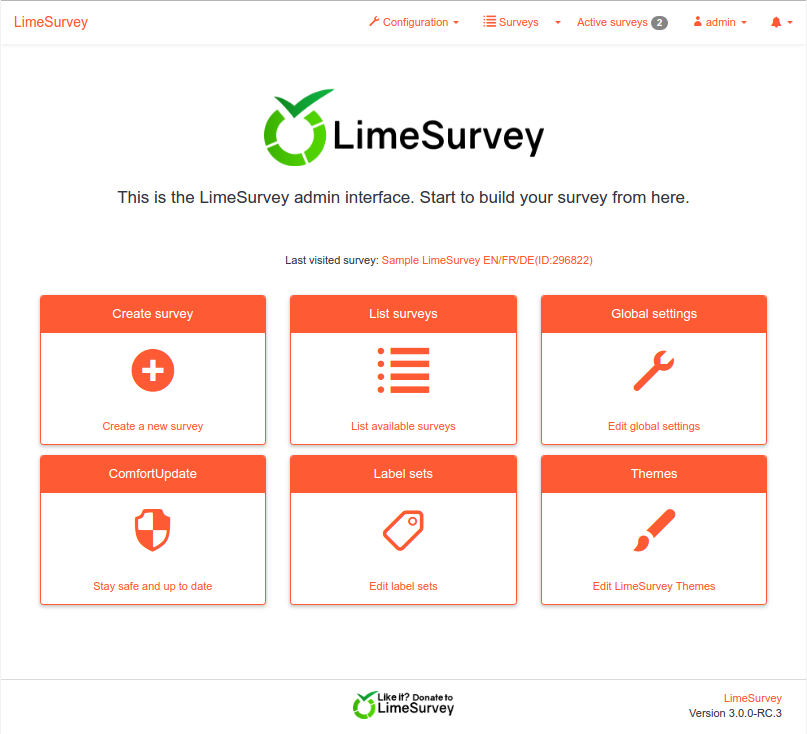 LimeSurvey Configuration Surveys Active surveys 2 admin
LimeSurvey
This is the LimeSurvey admin interface. Start to build your survey from here.
Last visited survey: Sample LimeSurvey EN/FR/DE(ID:296822)
Create survey
Create a new survey
List surveys
List available surveys
Global settings
Edit global settings
ComfortUpdate
Stay safe and up to date
Label sets
Edit label sets
Themes
Edit LimeSurvey Themes
Like it? Donate to
LimeSurvey
LimeSurvey
Version 3.0.0-RC.3